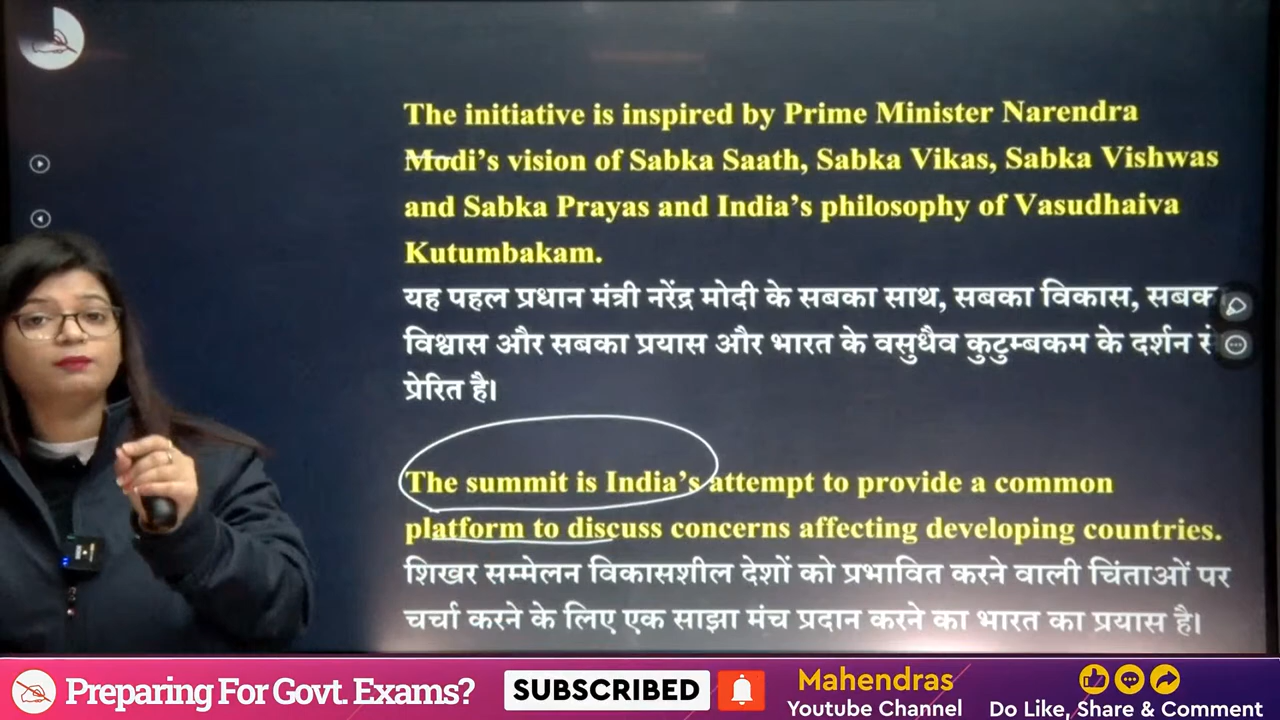 The initiative is inspired by Prime Minister Narendra
Modi's vision of Sabka Saath, Sabka Vikas, Sabka Vishwas
and Sabka Prayas and India's philosophy of Vasudhaiva
Kutumbakam.
यह पहल प्रधान मंत्री नरेंद्र मोदी के सबका साथ, सबका विकास,
विश्वास और सबका प्रयास और भारत के वसुधैव कुटुम्बकम के दर्शन
प्रेरित है।
The summit is India's attempt to provide a common
platform to discuss concerns affecting developing countries.
शिखर सम्मेलन विकासशील देशों को प्रभावित करने वाली चिंताओं पर
चर्चा करने के लिए एक साझा मंच प्रदान करने का भारत का प्रयास है।
Preparing For Govt. Exams?
SUBSCRIBED
Mahendras
Youtube Channel
Do Like, Share & Comment